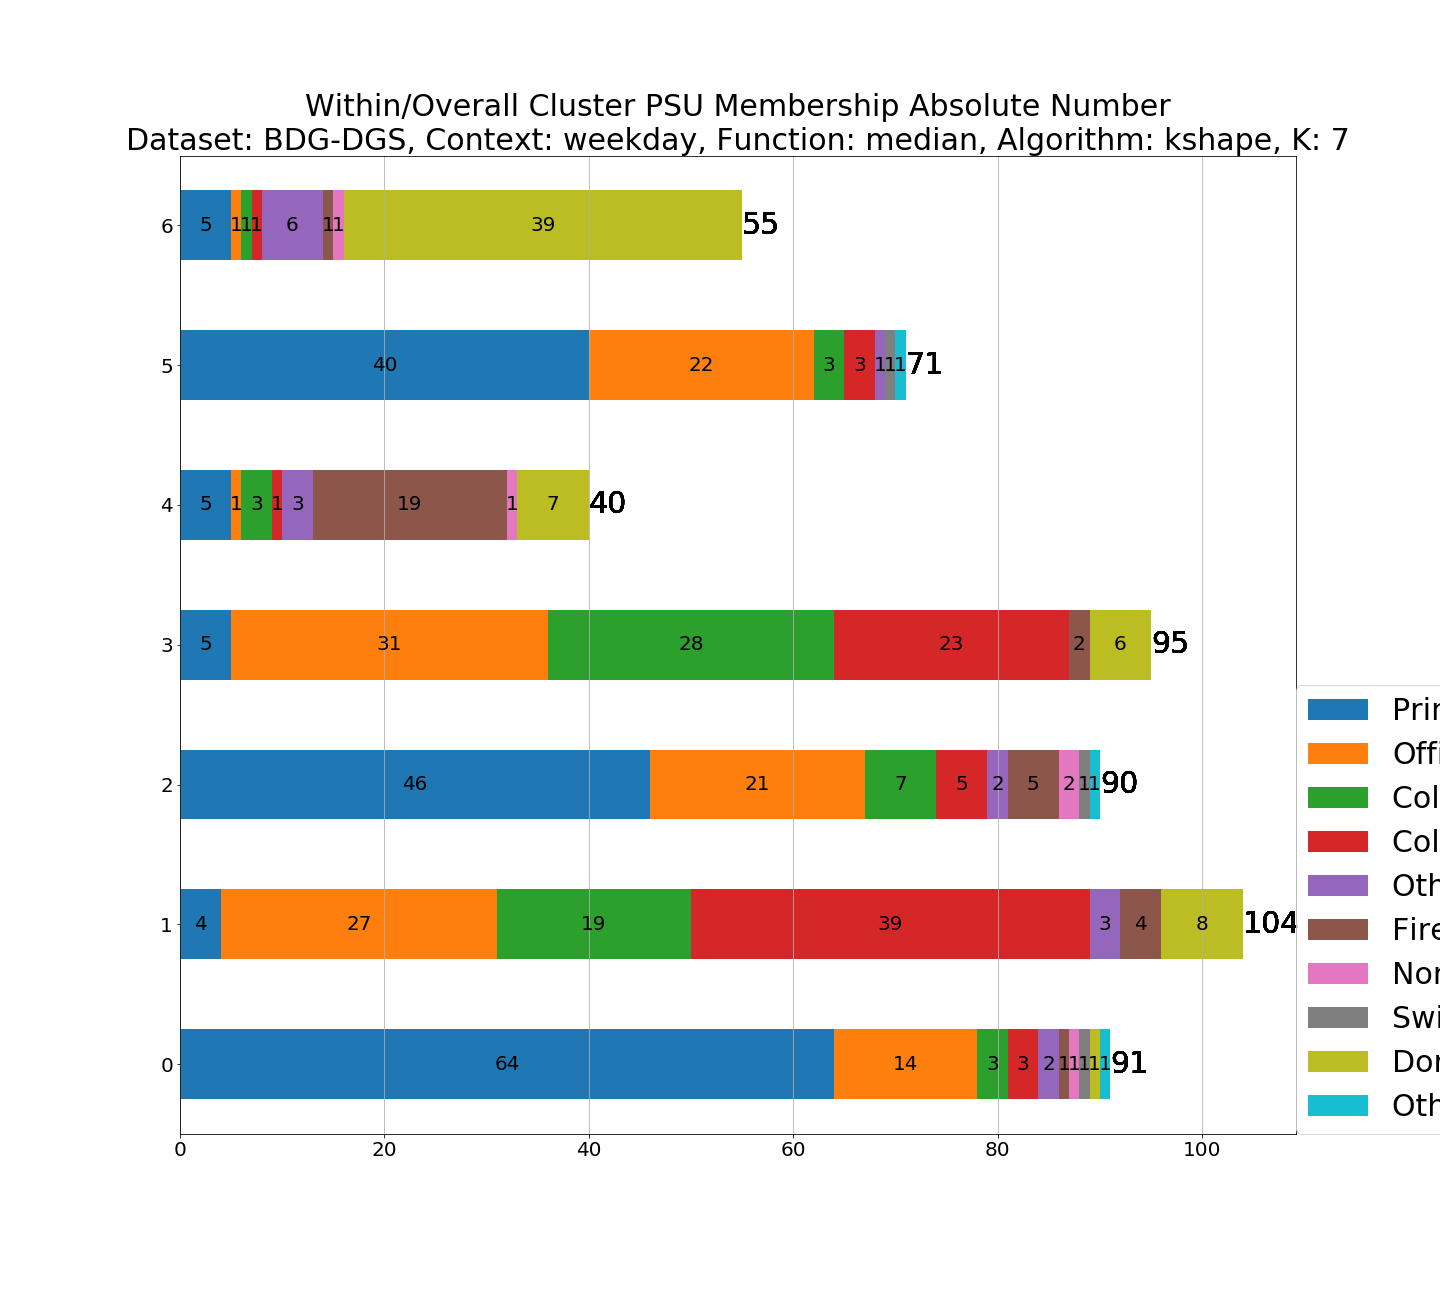 Within/Overall Cluster PSU Membership Absolute Number
Dataset: BDG-DGS, Context: weekday, Function: median, Algorithm: kshape, K: 7
6 5 1 1 1 6 1 1 39 55
5 40 22 3 3 1 1 1 71
4 5 1 3 1 3 19 1 7 40
3 5 31 28 23 2 6 95
2 46 21 7 5 2 5 2 1 1 90
1 4 27 19 39 3 4 8 104
0 64 14 3 3 2 1 1 1 1 1 91
0 20 40 60 80 100
Prin
Offi
Col
Col
Oth
Fire
Nor
Swi
Dor
Oth